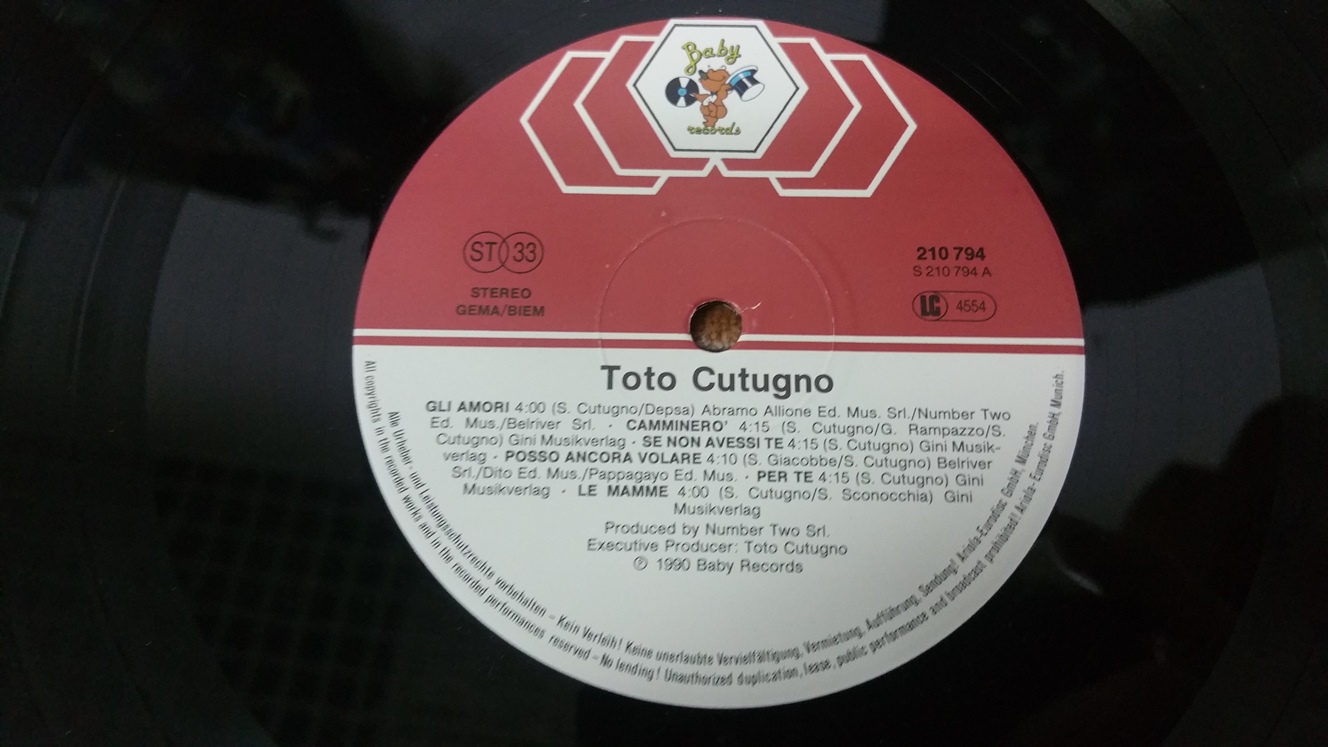 Baby
records
ST 33
STEREO
GEMA/BIEM
210 794
S 210 794 A
LC 4554
Toto Cutugno
GLI AMORI 4:00 (S. Cutugno/Depsa) Abramo Allione Ed. Mus. Srl./Number Two
Ed. Mus./Belriver Srl. · CAMMINERO' 4:15 (S. Cutugno/G. Rampazzo/S.
Cutugno) Gini Musikverlag · SE NON AVESSI TE 4:15 (S. Cutugno) Gini Musik-
verlag · POSSO ANCORA VOLARE 4:10 (S. Giacobbe/S. Cutugno) Belriver
Srl./Dito Ed. Mus./Pappagayo Ed. Mus. · PER TE 4:15 (S. Cutugno) Gini
Musikverlag · LE MAMME 4:00 (S. Cutugno/S. Sconocchia) Gini
Musikverlag
Produced by Number Two Srl.
Executive Producer: Toto Cutugno
℗ 1990 Baby Records
Alle Urheber- und Leistungsschutzrechte vorbehalten – Kein Verleih! Keine unerlaubte Vervielfältigung, Vermietung, Aufführung, Sendung! Ariola-Eurodisc GmbH, München.
All copyrights in the recorded works and in the recorded performances reserved – No lending! Unauthorized duplication, lease, public performance and broadcast prohibited! Ariola-Eurodisc GmbH, Munich.